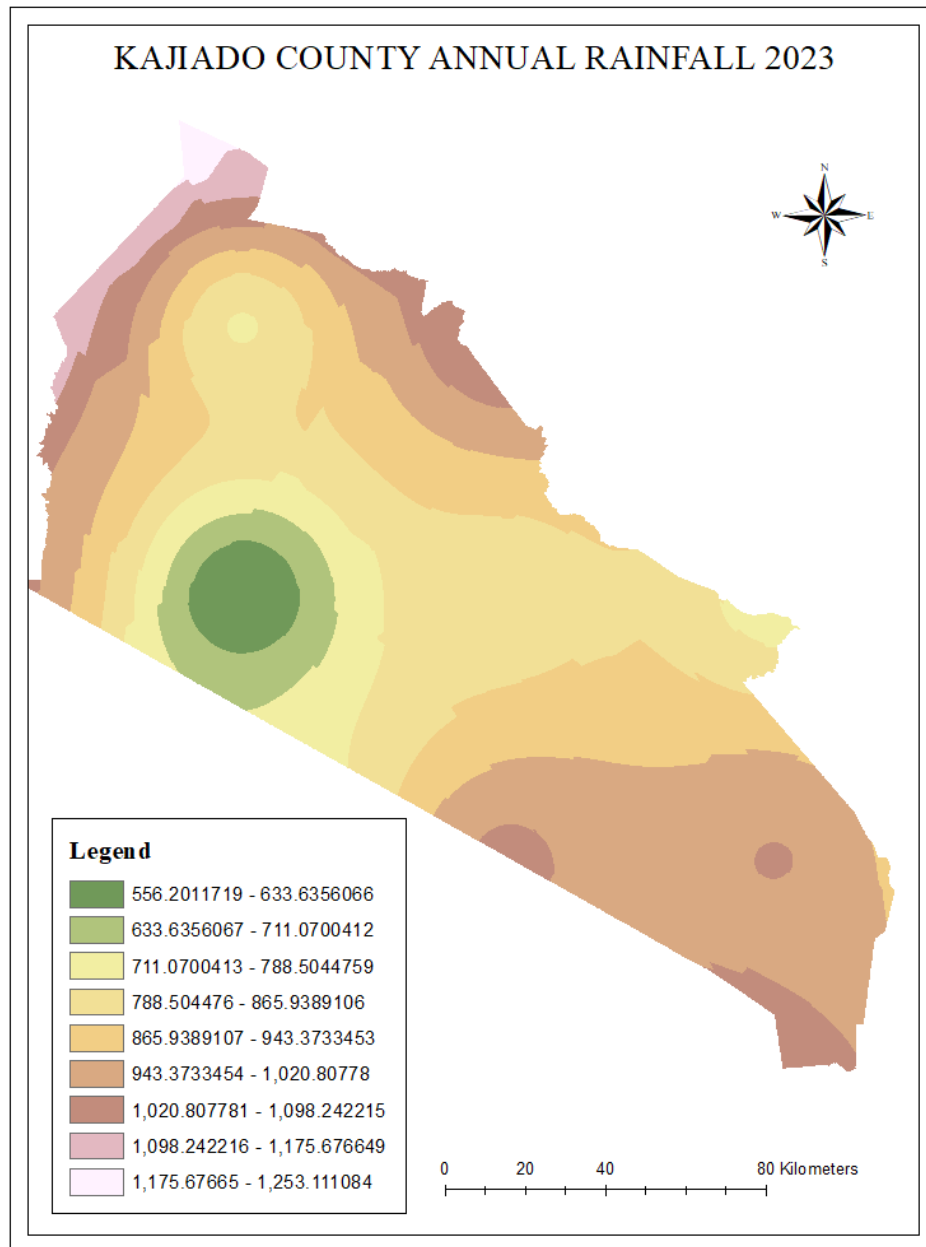 KAJIADO COUNTY ANNUAL RAINFALL 2023
N
W E
S
Legend
556.2011719 - 633.6356066
633.6356067 - 711.0700412
711.0700413 - 788.5044759
788.504476 - 865.9389106
865.9389107 - 943.3733453
943.3733454 - 1,020.80778
1,020.807781 - 1,098.242215
1,098.242216 - 1,175.676649
1,175.67665 - 1,253.111084
0 20 40 80 Kilometers